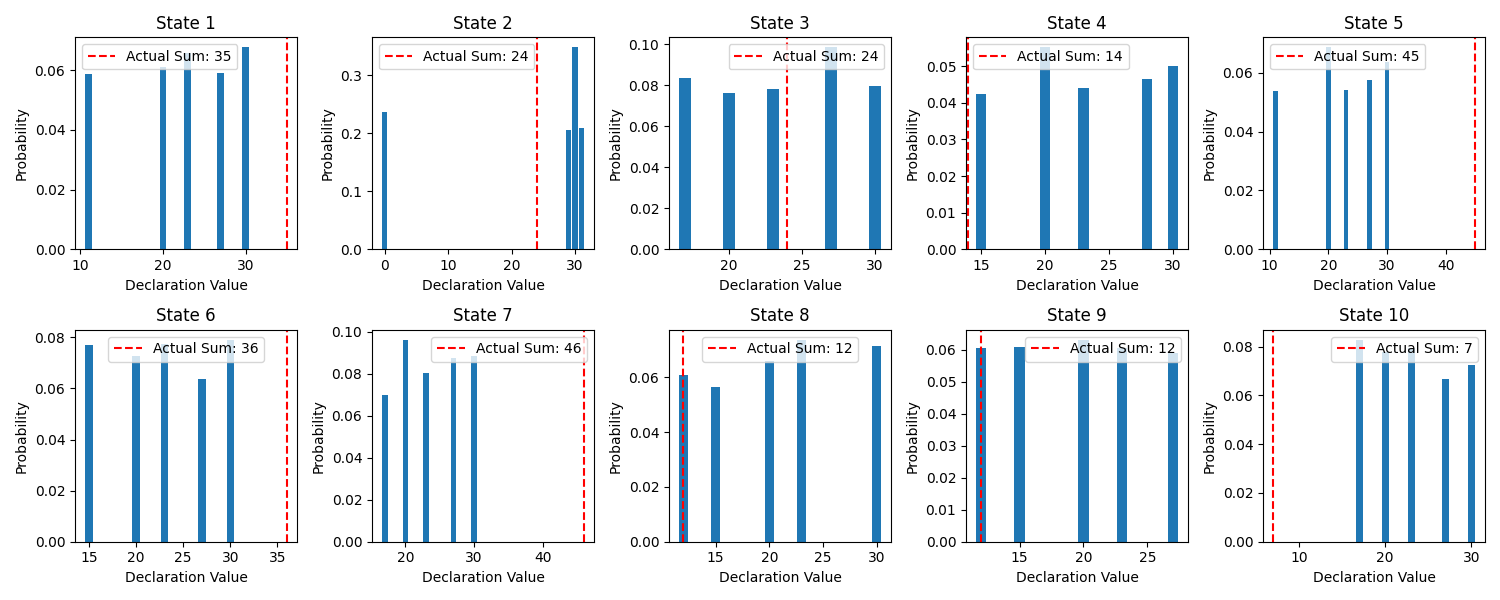 State 1
Actual Sum: 35
0.06
0.04
0.02
0.00
Probability
10 20 30
Declaration Value
State 2
Actual Sum: 24
0.3
0.2
0.1
0.0
Probability
0 10 20 30
Declaration Value
State 3
Actual Sum: 24
0.10
0.08
0.06
0.04
0.02
0.00
Probability
20 25 30
Declaration Value
State 4
Actual Sum: 14
0.05
0.04
0.03
0.02
0.01
0.00
Probability
15 20 25 30
Declaration Value
State 5
Actual Sum: 45
0.06
0.04
0.02
0.00
Probability
10 20 30 40
Declaration Value
State 6
Actual Sum: 36
0.08
0.06
0.04
0.02
0.00
Probability
15 20 25 30 35
Declaration Value
State 7
Actual Sum: 46
0.10
0.08
0.06
0.04
0.02
0.00
Probability
20 30 40
Declaration Value
State 8
Actual Sum: 12
0.06
0.04
0.02
0.00
Probability
15 20 25 30
Declaration Value
State 9
Actual Sum: 12
0.06
0.05
0.04
0.03
0.02
0.01
0.00
Probability
15 20 25
Declaration Value
State 10
Actual Sum: 7
0.08
0.06
0.04
0.02
0.00
Probability
10 20 30
Declaration Value